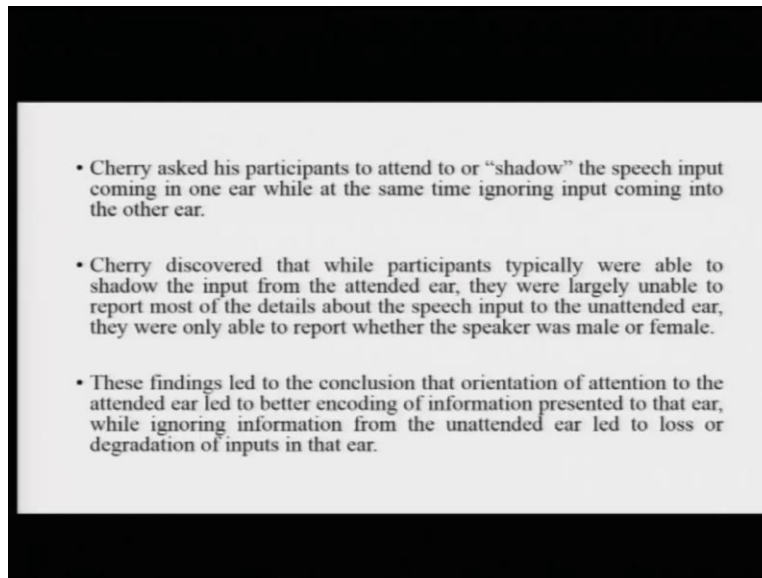 • Cherry asked his participants to attend to or “shadow” the speech input
coming in one ear while at the same time ignoring input coming into
the other ear.
• Cherry discovered that while participants typically were able to
shadow the input from the attended ear, they were largely unable to
report most of the details about the speech input to the unattended ear,
they were only able to report whether the speaker was male or female.
• These findings led to the conclusion that orientation of attention to the
attended ear led to better encoding of information presented to that ear,
while ignoring information from the unattended ear led to loss or
degradation of inputs in that ear.